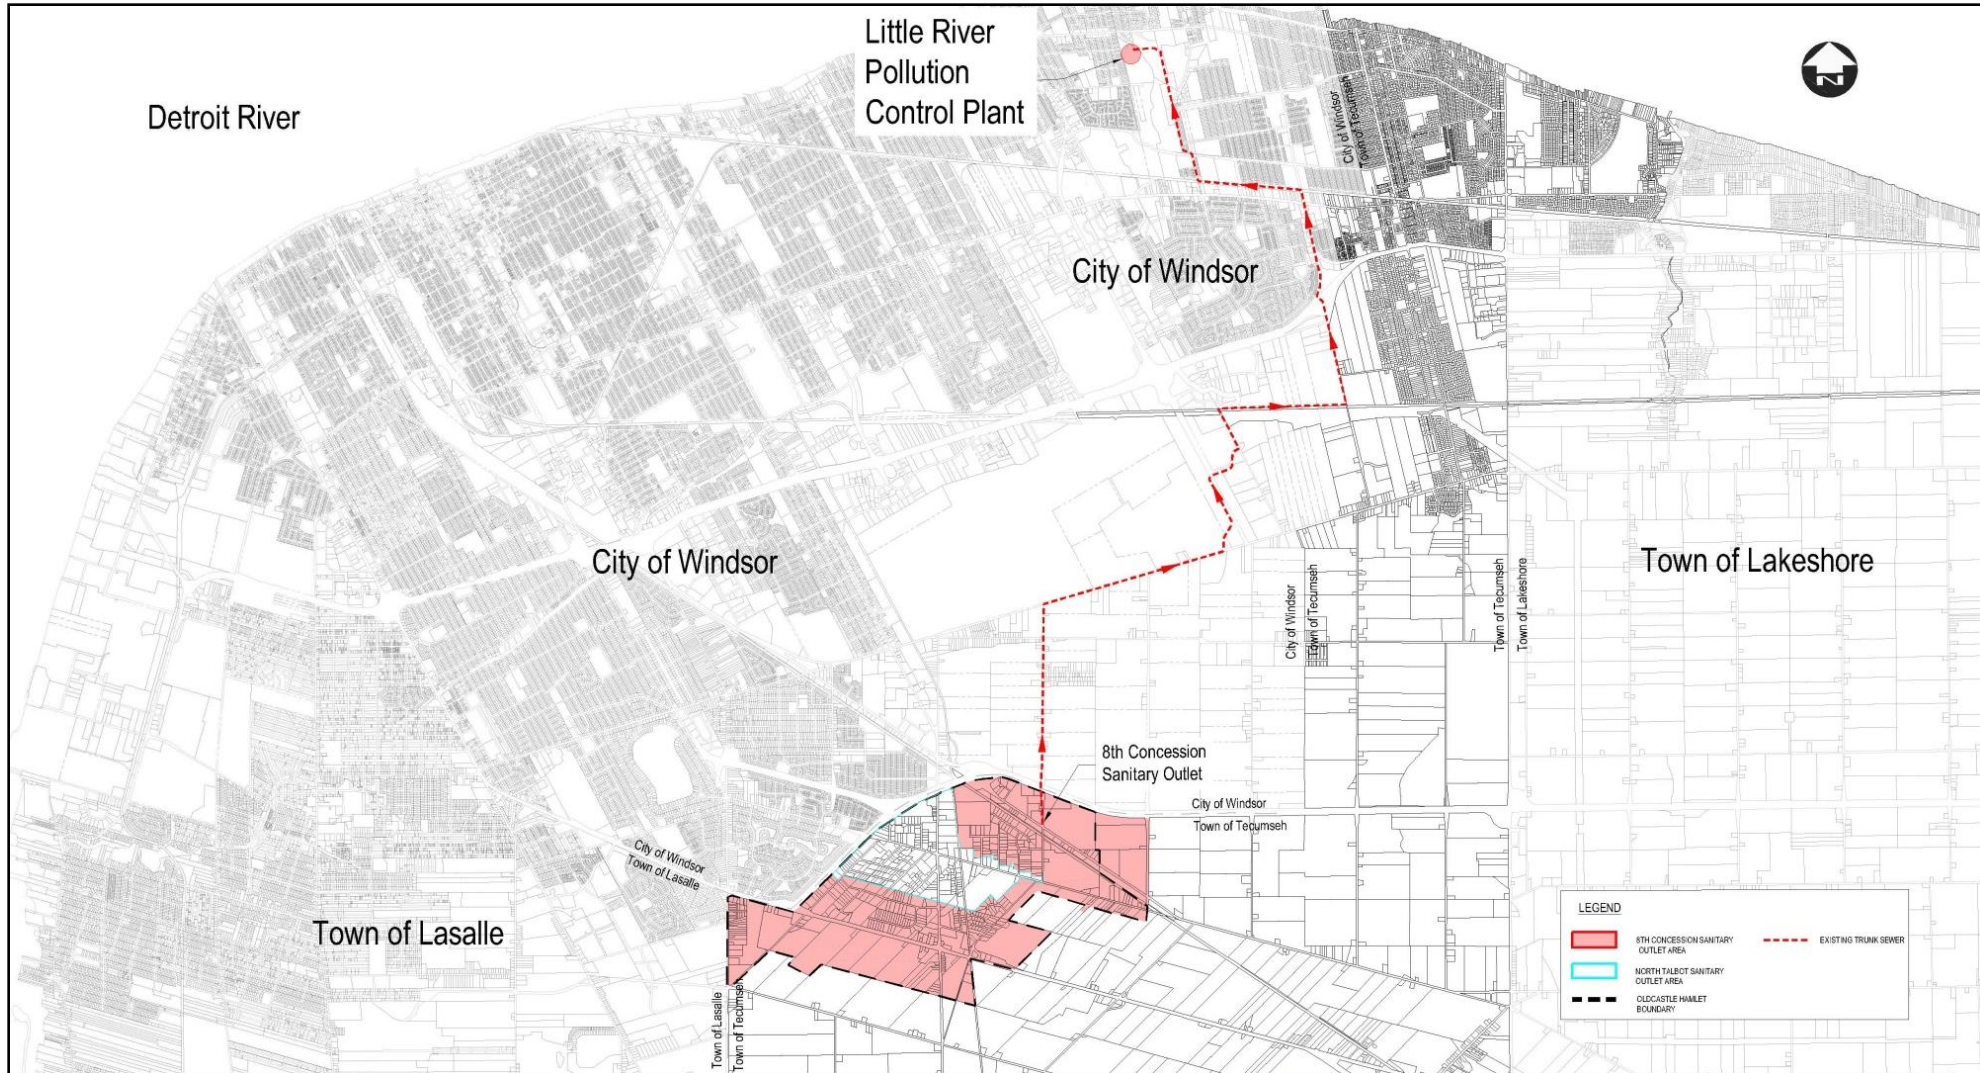 Little River
Pollution
Control Plant
Detroit River
N
City of Windsor
Town of Tecumseh
City of Windsor
City of Windsor
Town of Lakeshore
City of Windsor
Town of Tecumseh
Town of Tecumseh
Town of Lakeshore
8th Concession
Sanitary Outlet
City of Windsor
Town of Tecumseh
City of Windsor
Town of Lasalle
Town of Lasalle
Town of Lasalle
Town of Tecumseh
LEGEND
8TH CONCESSION SANITARY
OUTLET AREA
EXISTING TRUNK SEWER
NORTH TALBOT SANITARY
OUTLET AREA
OLDCASTLE HAMLET
BOUNDARY